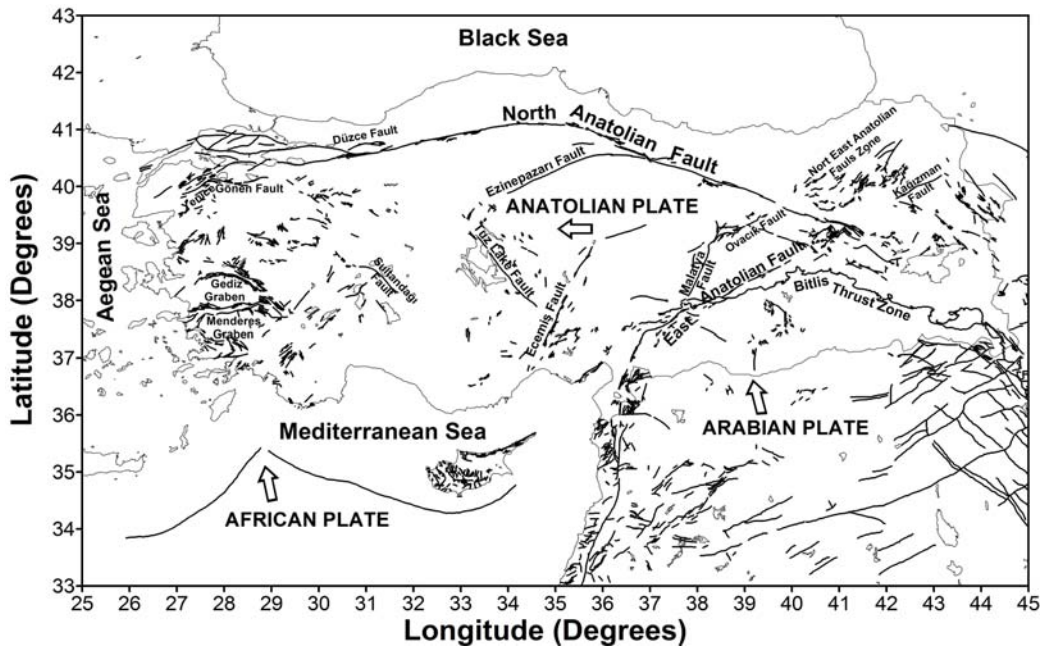 43
42
41
40
39
38
37
36
35
34
33
Latitude (Degrees)
Black Sea
North Anatolian Fault
Düzce Fault
Nort East Anatolian
Fauls Zone
Kağızman
Fault
Ezinepazarı Fault
Yenice
Gönen Fault
Aegean Sea
ANATOLIAN PLATE
Ovacık Fault
Tuz Lake Fault
Malatya
Fault
East Anatolian Fault
Sultandağı
Fault
Gediz
Graben
Bitlis Thrust Zone
Ecemiş Fault
Menderes
Graben
Mediterranean Sea
ARABIAN PLATE
AFRICAN PLATE
25 26 27 28 29 30 31 32 33 34 35 36 37 38 39 40 41 42 43 44 45
Longitude (Degrees)